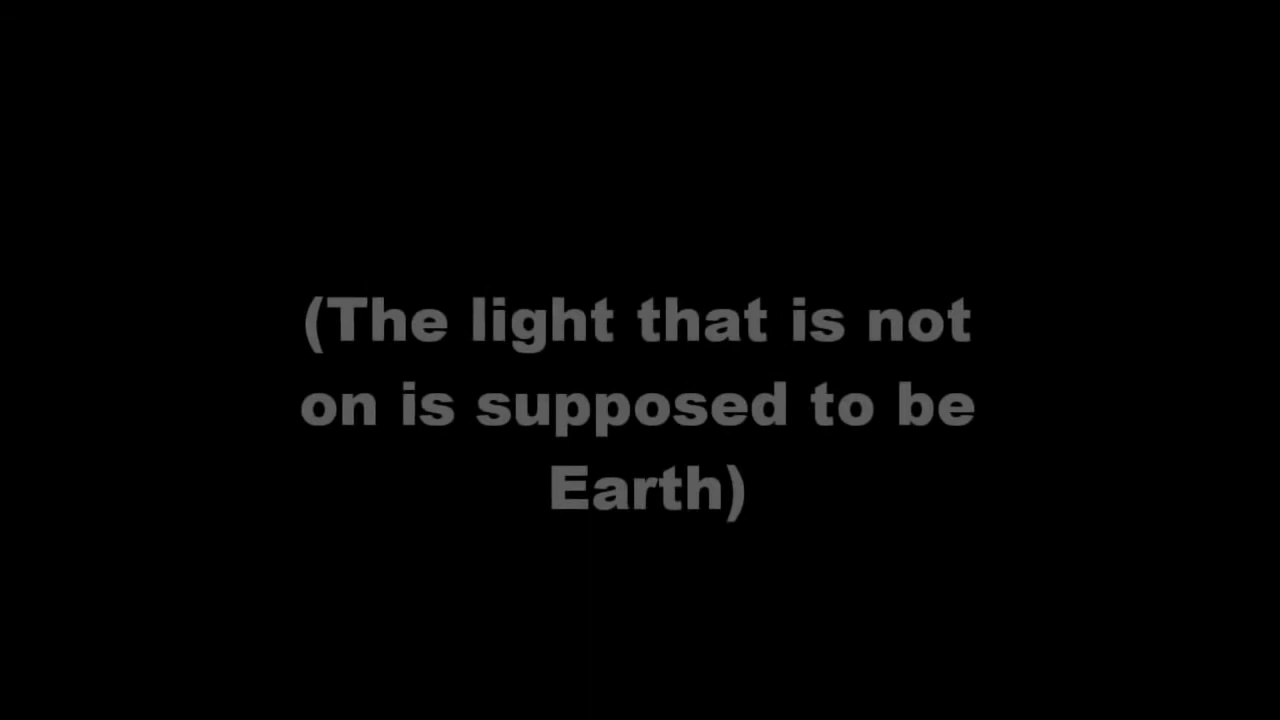 (The light that is not
on is supposed to be
Earth)